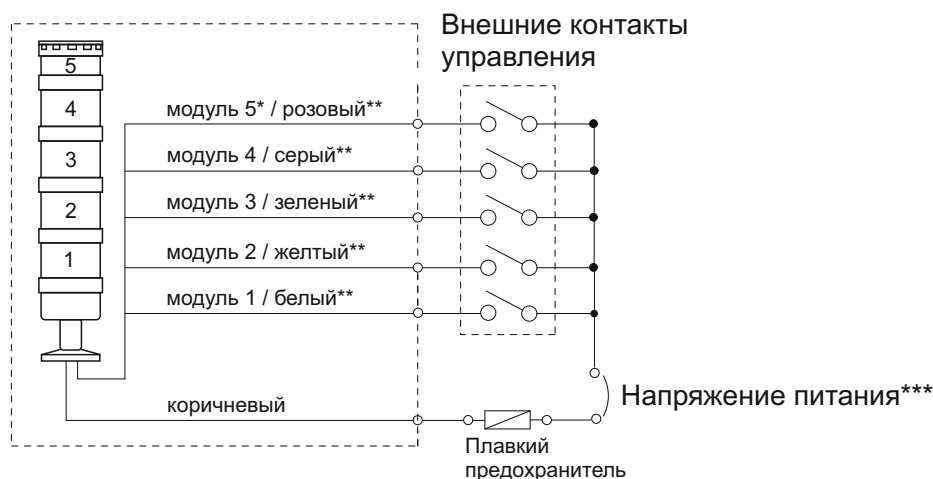 Внешние контакты
управления
5
4
3
2
1
модуль 5* / розовый**
модуль 4 / серый**
модуль 3 / зеленый**
модуль 2 / желтый**
модуль 1 / белый**
коричневый
Напряжение питания***
Плавкий
предохранитель